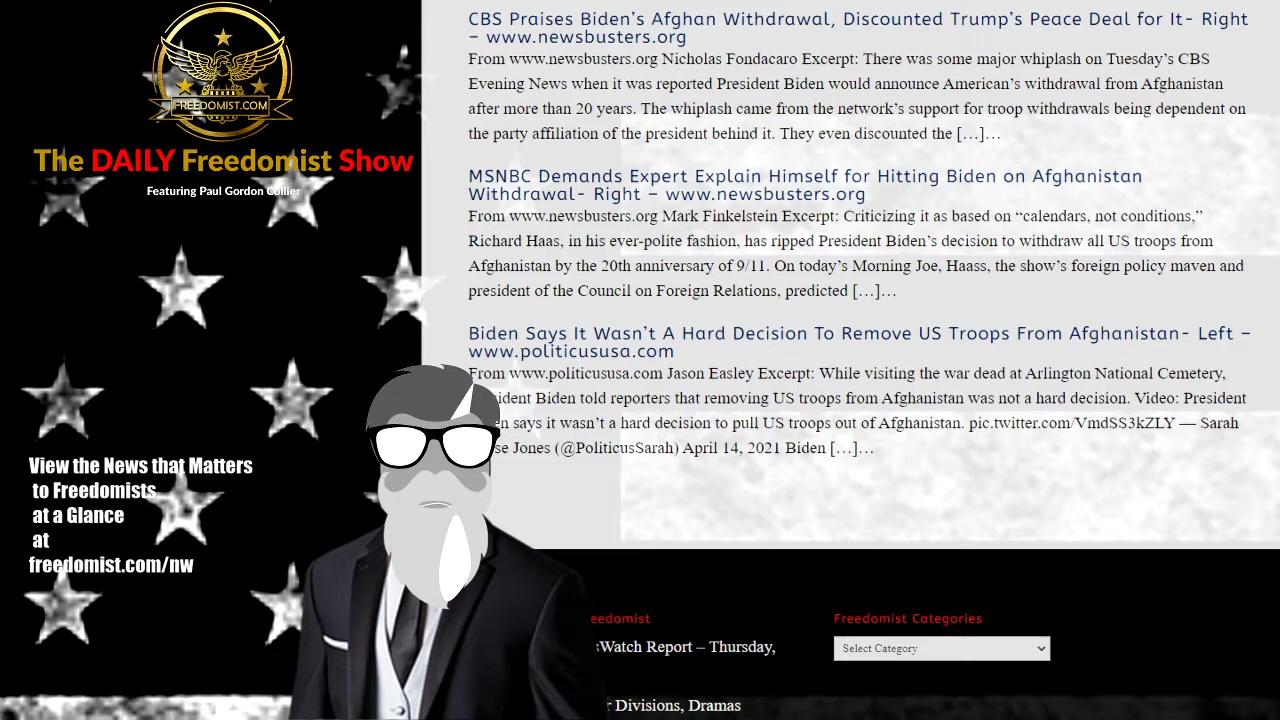 FREEDOMIST.COM
The DAILY Freedomist Show
Featuring Paul Gordon Collier
View the News that Matters
to Freedomists
at a Glance
at
freedomist.com/nw
CBS Praises Biden’s Afghan Withdrawal, Discounted Trump’s Peace Deal for It- Right
– www.newsbusters.org
From www.newsbusters.org Nicholas Fondacaro Excerpt: There was some major whiplash on Tuesday’s CBS
Evening News when it was reported President Biden would announce American’s withdrawal from Afghanistan
after more than 20 years. The whiplash came from the network’s support for troop withdrawals being dependent on
the party affiliation of the president behind it. They even discounted the […]…
MSNBC Demands Expert Explain Himself for Hitting Biden on Afghanistan
Withdrawal- Right – www.newsbusters.org
From www.newsbusters.org Mark Finkelstein Excerpt: Criticizing it as based on “calendars, not conditions,”
Richard Haas, in his ever-polite fashion, has ripped President Biden’s decision to withdraw all US troops from
Afghanistan by the 20th anniversary of 9/11. On today’s Morning Joe, Haass, the show’s foreign policy maven and
president of the Council on Foreign Relations, predicted […]…
Biden Says It Wasn’t A Hard Decision To Remove US Troops From Afghanistan- Left –
www.politicususa.com
From www.politicususa.com Jason Easley Excerpt: While visiting the war dead at Arlington National Cemetery,
ident Biden told reporters that removing US troops from Afghanistan was not a hard decision. Video: President
n says it wasn’t a hard decision to pull US troops out of Afghanistan. pic.twitter.com/VmdSS3kZLY — Sarah
se Jones (@PoliticusSarah) April 14, 2021 Biden […]…
eedomist
sWatch Report – Thursday,
r Divisions, Dramas
Freedomist Categories
Select Category